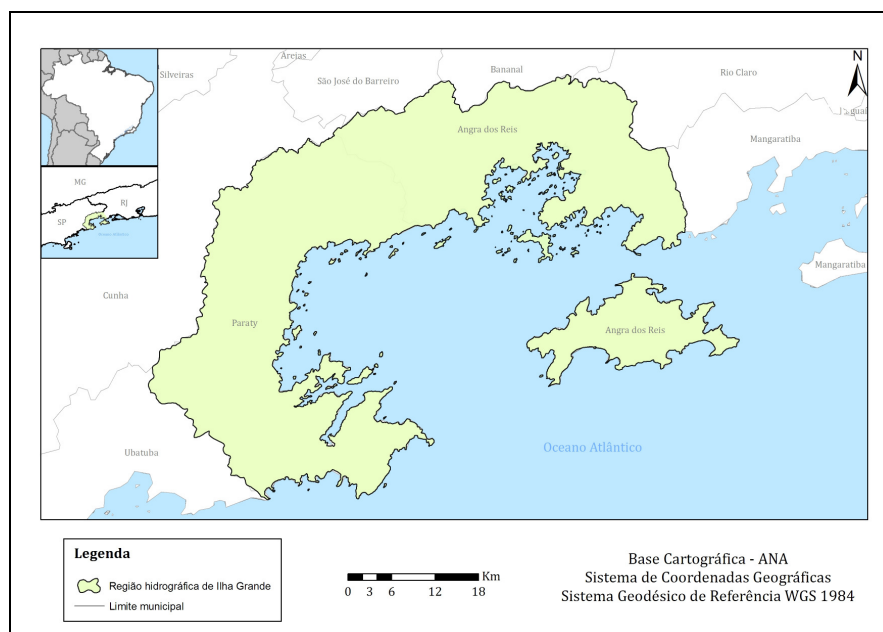 Areias
Silveiras
São José do Barreiro
Bananal
Rio Claro
N
Angra dos Reis
Mangaratiba
MG
RJ
SP
Mangaratiba
Cunha
Paraty
Angra dos Reis
Ubatuba
Oceano Atlântico
Legenda
Região hidrográfica de Ilha Grande
Limite municipal
Km
0 3 6 12 18
Base Cartográfica - ANA
Sistema de Coordenadas Geográficas
Sistema Geodésico de Referência WGS 1984